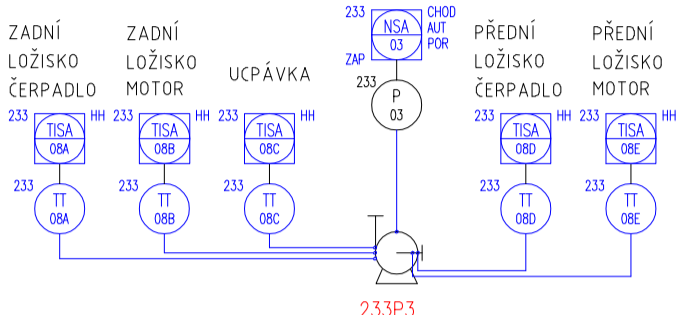 ZADNÍ
LOŽISKO
ČERPADLO
233
HH
TISA
08A
233
TT
08A
ZADNÍ
LOŽISKO
MOTOR
233
HH
TISA
08B
233
TT
08B
UCPÁVKA
233
HH
TISA
08C
233
TT
08C
233
NSA
03
CHOD
AUT
POR
ZAP
233
P
03
PŘEDNÍ
LOŽISKO
ČERPADLO
233
HH
TISA
08D
233
TT
08D
PŘEDNÍ
LOŽISKO
MOTOR
233
HH
TISA
08E
233
TT
08E
233P3